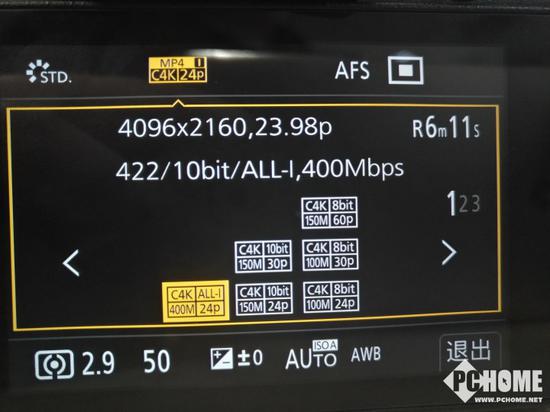 STD.
MP4 I
C4K 24p
AFS
4096x2160,23.98p
R6m11s
422/10bit/ALL-I,400Mbps
C4K 8bit
150M 60p
123
C4K 10bit
150M 30p
C4K 8bit
100M 30p
C4K ALL-I
400M 24p
C4K 10bit
150M 24p
C4K 8bit
100M 24p
2.9
50
±0
ISO A
AUTO
AWB
退出
PCHOME
WWW.PCHOME.NET